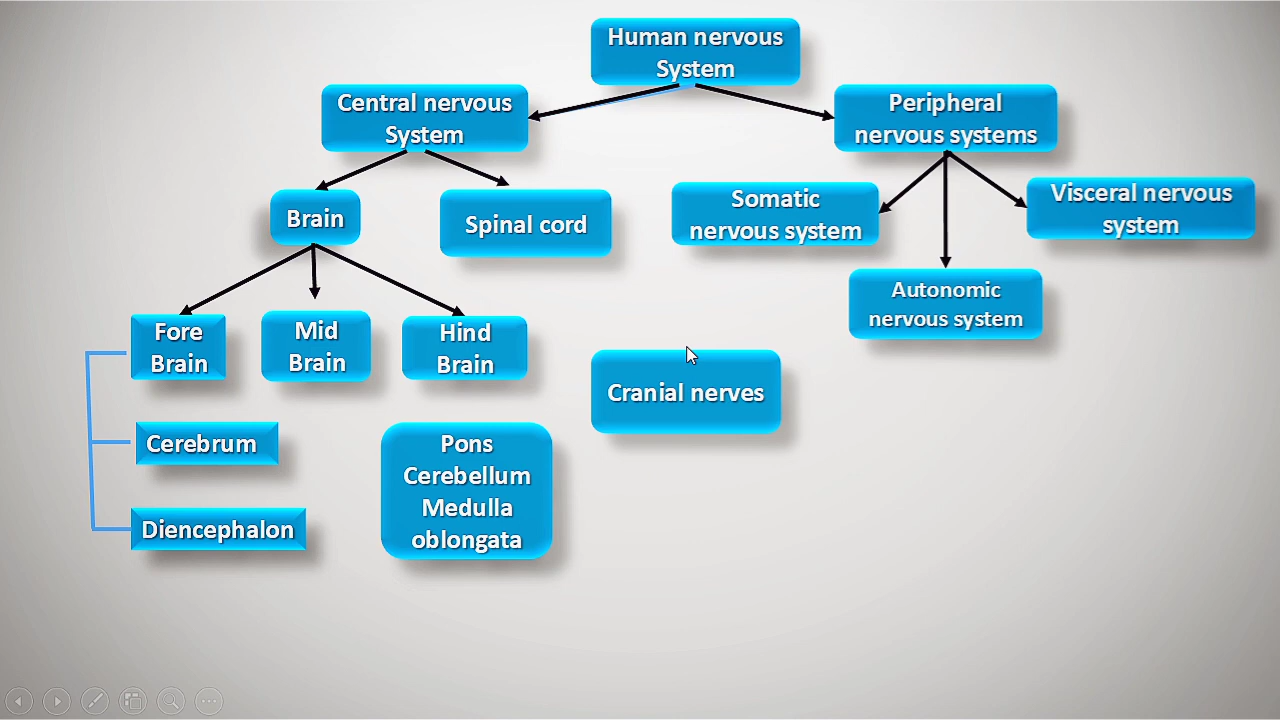 Human nervous
System
Central nervous
System
Peripheral
nervous systems
Brain
Spinal cord
Somatic
nervous system
Visceral nervous
system
Autonomic
nervous system
Fore
Brain
Mid
Brain
Hind
Brain
Cranial nerves
Cerebrum
Diencephalon
Pons
Cerebellum
Medulla
oblongata